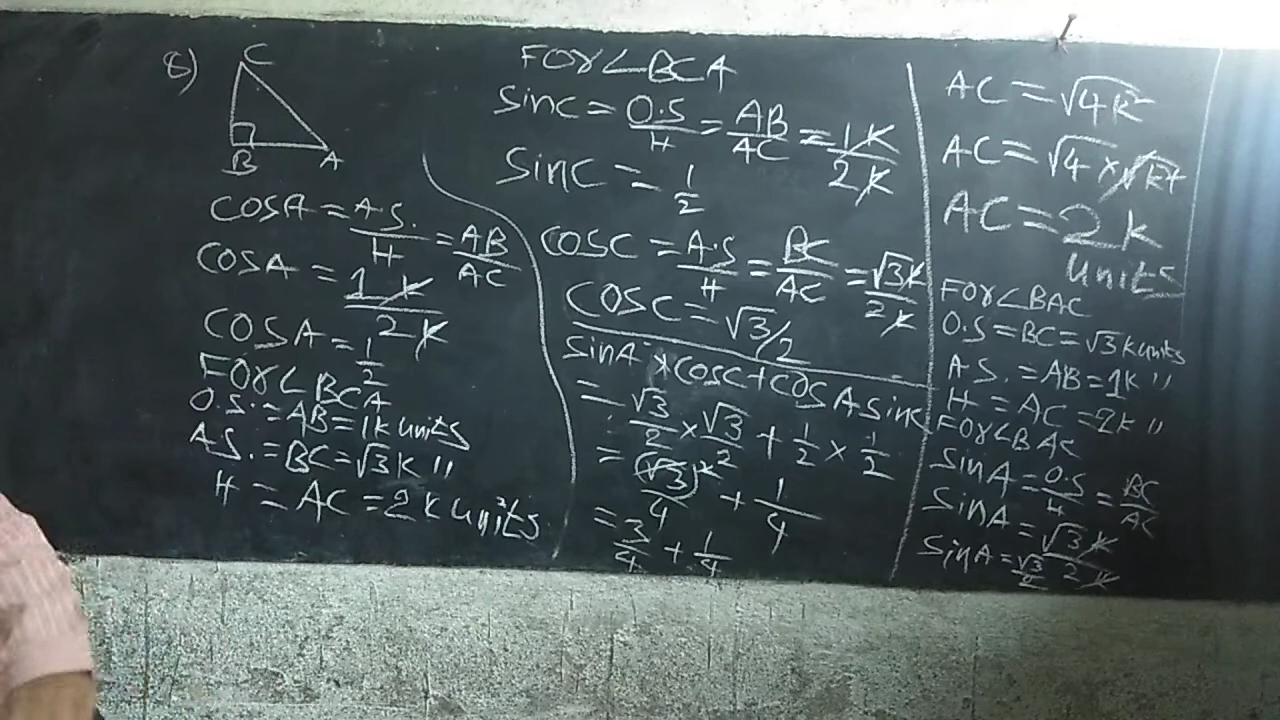 8)
C
B A
COSA = A.S./H = AB/AC
COSA = 1k/2k
COSA = 1/2
FOR∠BCA
O.S. = AB = 1k units
A.S. = BC = √3K "
H = AC = 2k units
FOR∠BCA
Sinc = O.S/H = AB/AC = 1k/2k
Sinc = 1/2
COSC = A.S/H = BC/AC = √3k/2k
COSC = √3/2
SinA × COSC + COSA sinc
= √3/2 × √3/2 + 1/2 × 1/2
= (√3)²/4 + 1/4
= 3/4 + 1/4
AC = √4k²
AC = √4 × √k²
AC = 2k
units
FOR∠BAC
O.S = BC = √3 k units
A.S. = AB = 1k "
H = AC = 2k "
FOR∠BAC
SinA = O.S/H = BC/AC
SinA = √3k/2k
SinA = √3/2